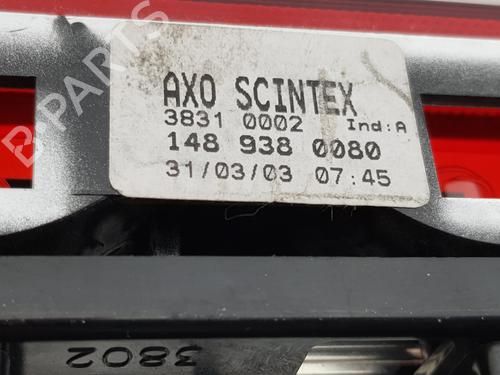 AXO SCINTEX
3831 0002 Ind:A
148 938 0080
31/03/03 07:45
3802
B-PARTS